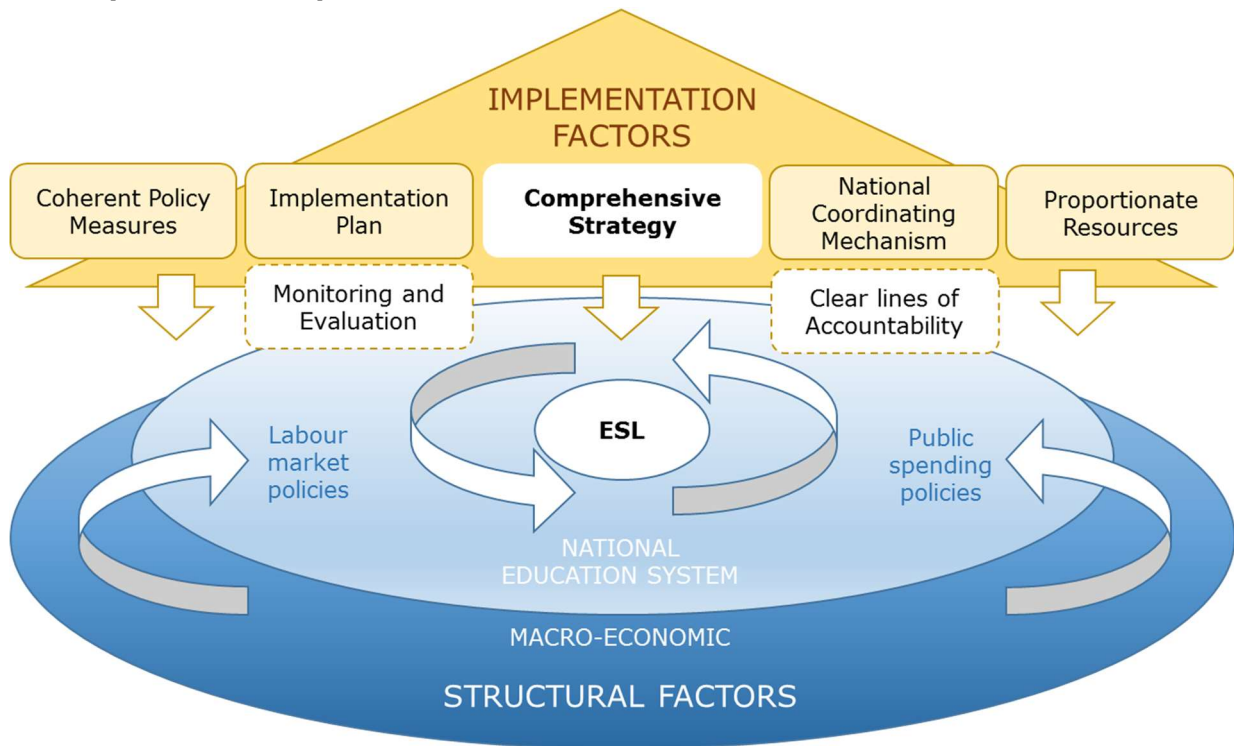 IMPLEMENTATION
FACTORS
Coherent Policy
Measures
Implementation
Plan
Comprehensive
Strategy
National
Coordinating
Mechanism
Proportionate
Resources
Monitoring and
Evaluation
Clear lines of
Accountability
Labour
market
policies
ESL
Public
spending
policies
NATIONAL
EDUCATION SYSTEM
MACRO-ECONOMIC
STRUCTURAL FACTORS